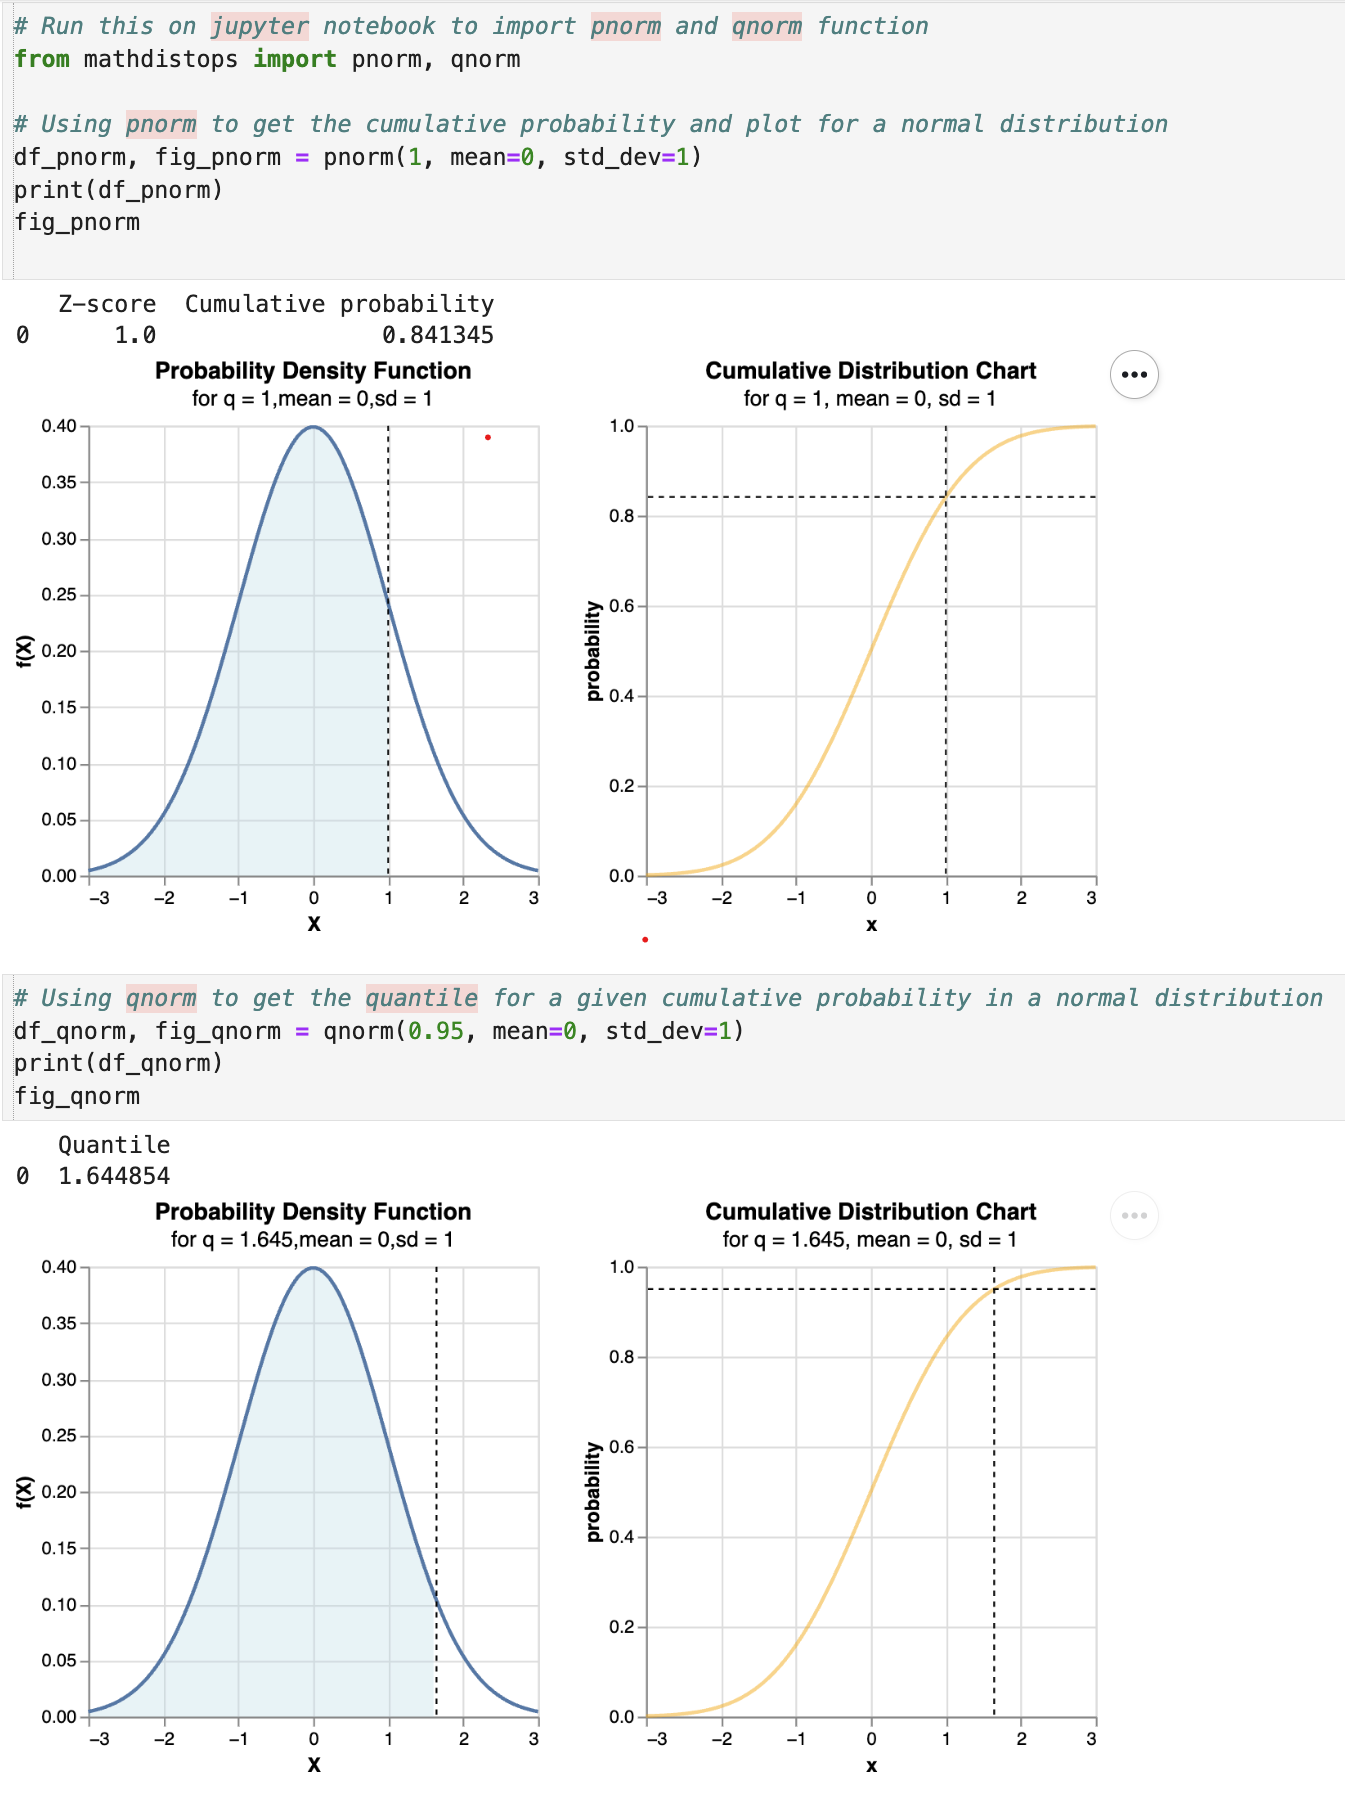 # Run this on jupyter notebook to import pnorm and qnorm function
from mathdistops import pnorm, qnorm
# Using pnorm to get the cumulative probability and plot for a normal distribution
df_pnorm, fig_pnorm = pnorm(1, mean=0, std_dev=1)
print(df_pnorm)
fig_pnorm
Z-score Cumulative probability
0 1.0 0.841345
Probability Density Function
for q = 1,mean = 0,sd = 1
0.40
0.35
0.30
0.25
0.20
0.15
0.10
0.05
0.00
f(X)
−3 −2 −1 0 1 2 3
X
Cumulative Distribution Chart
for q = 1, mean = 0, sd = 1
1.0
0.8
0.6
0.4
0.2
0.0
probability
−3 −2 −1 0 1 2 3
x
# Using qnorm to get the quantile for a given cumulative probability in a normal distribution
df_qnorm, fig_qnorm = qnorm(0.95, mean=0, std_dev=1)
print(df_qnorm)
fig_qnorm
Quantile
0 1.644854
Probability Density Function
for q = 1.645,mean = 0,sd = 1
0.40
0.35
0.30
0.25
0.20
0.15
0.10
0.05
0.00
f(X)
−3 −2 −1 0 1 2 3
X
Cumulative Distribution Chart
for q = 1.645, mean = 0, sd = 1
1.0
0.8
0.6
0.4
0.2
0.0
probability
−3 −2 −1 0 1 2 3
x